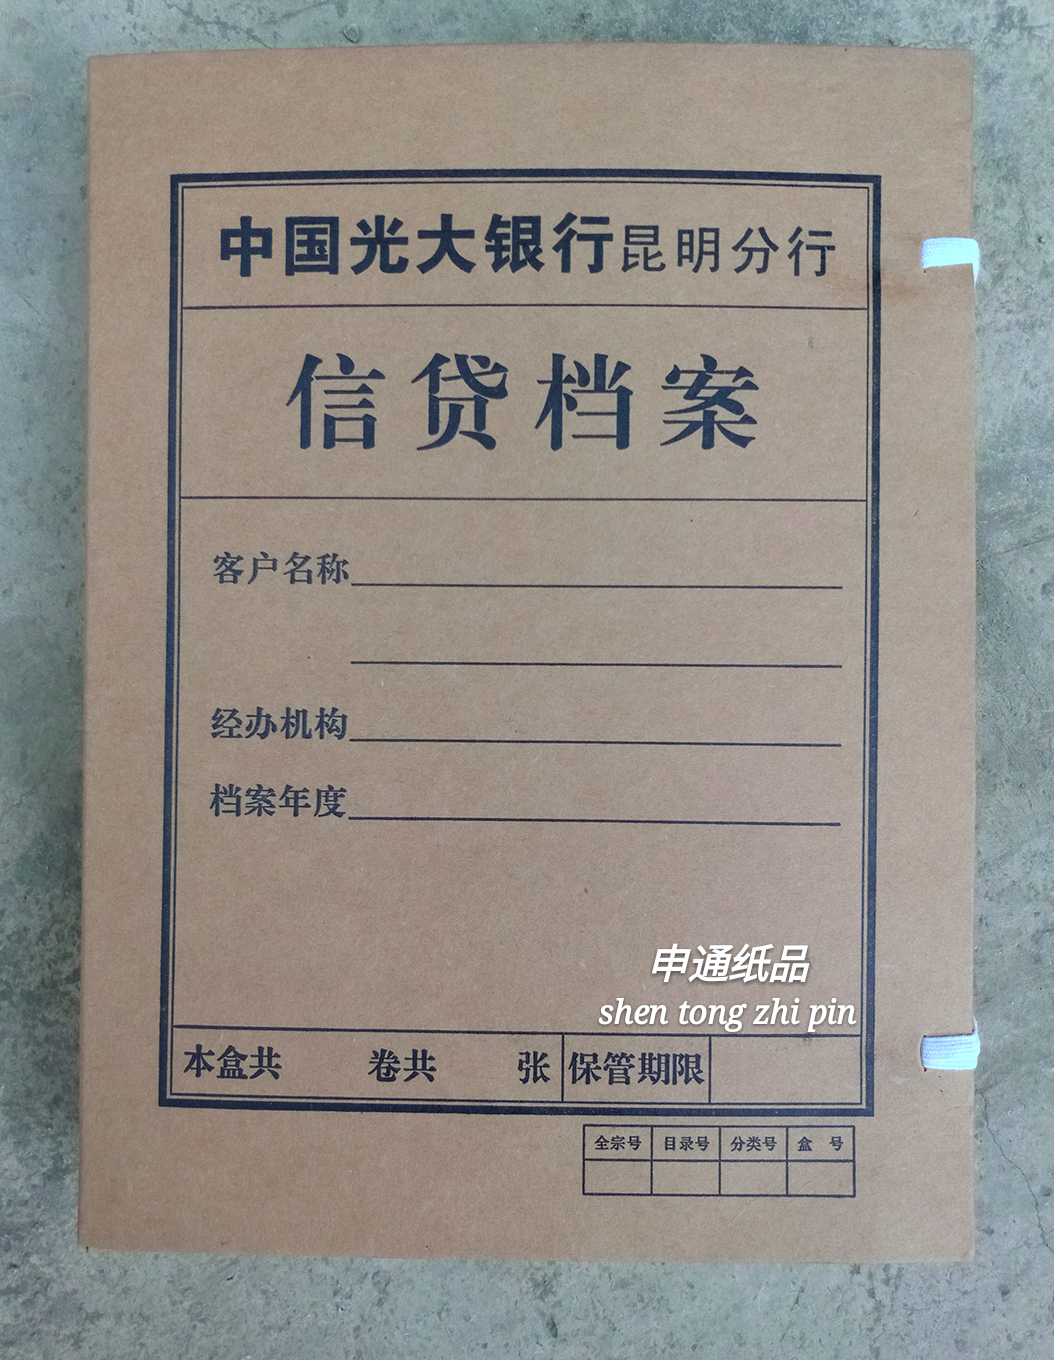 中国光大银行昆明分行
信贷档案
客户名称
经办机构
档案年度
申通纸品
shen tong zhi pin
本盒共 卷共 张 保管期限
全宗号 目录号 分类号 盒 号